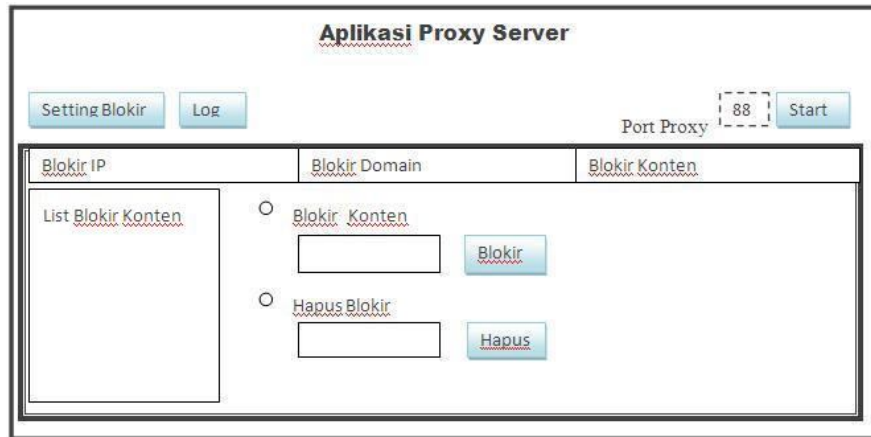 Aplikasi Proxy Server
Setting Blokir Log Port Proxy 88 Start
Blokir IP Blokir Domain Blokir Konten
List Blokir Konten Blokir Konten
Blokir
Hapus Blokir
Hapus